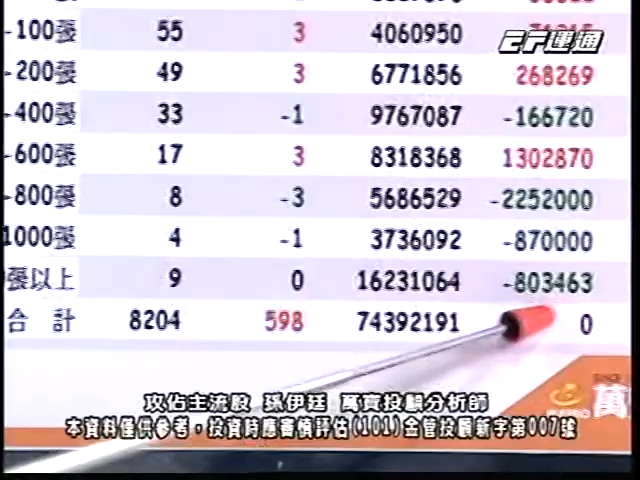 -100張 55 3 4060950
-200張 49 3 6771856 268269
-400張 33 -1 9767087 -166720
-600張 17 3 8318368 1302870
-800張 8 -3 5686529 -2252000
1000張 4 -1 3736092 -870000
張以上 9 0 16231064 -803463
合計 8204 598 74392191 0
攻佔主流股 孫伊廷 萬寶投顧分析師
本資料僅供參考,投資時應審慎評估(101)金管投顧新字第007號
萬